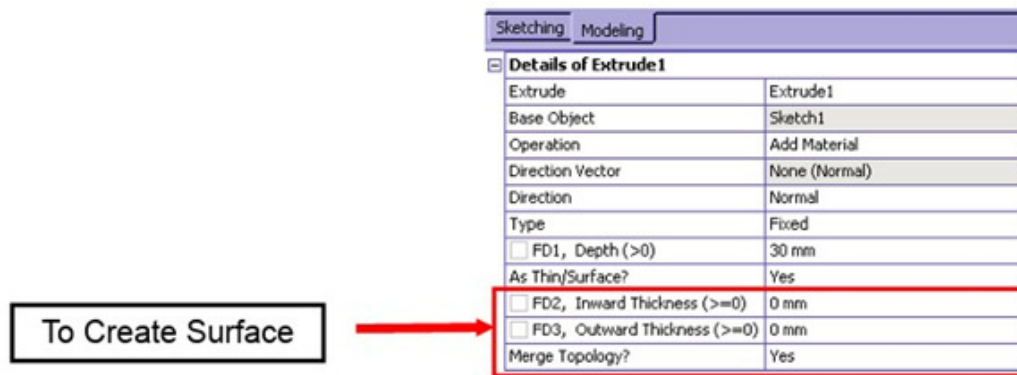 Sketching Modeling
Details of Extrude1
Extrude Extrude1
Base Object Sketch1
Operation Add Material
Direction Vector None (Normal)
Direction Normal
Type Fixed
FD1, Depth (>0) 30 mm
As Thin/Surface? Yes
FD2, Inward Thickness (>=0) 0 mm
To Create Surface
FD3, Outward Thickness (>=0) 0 mm
Merge Topology? Yes